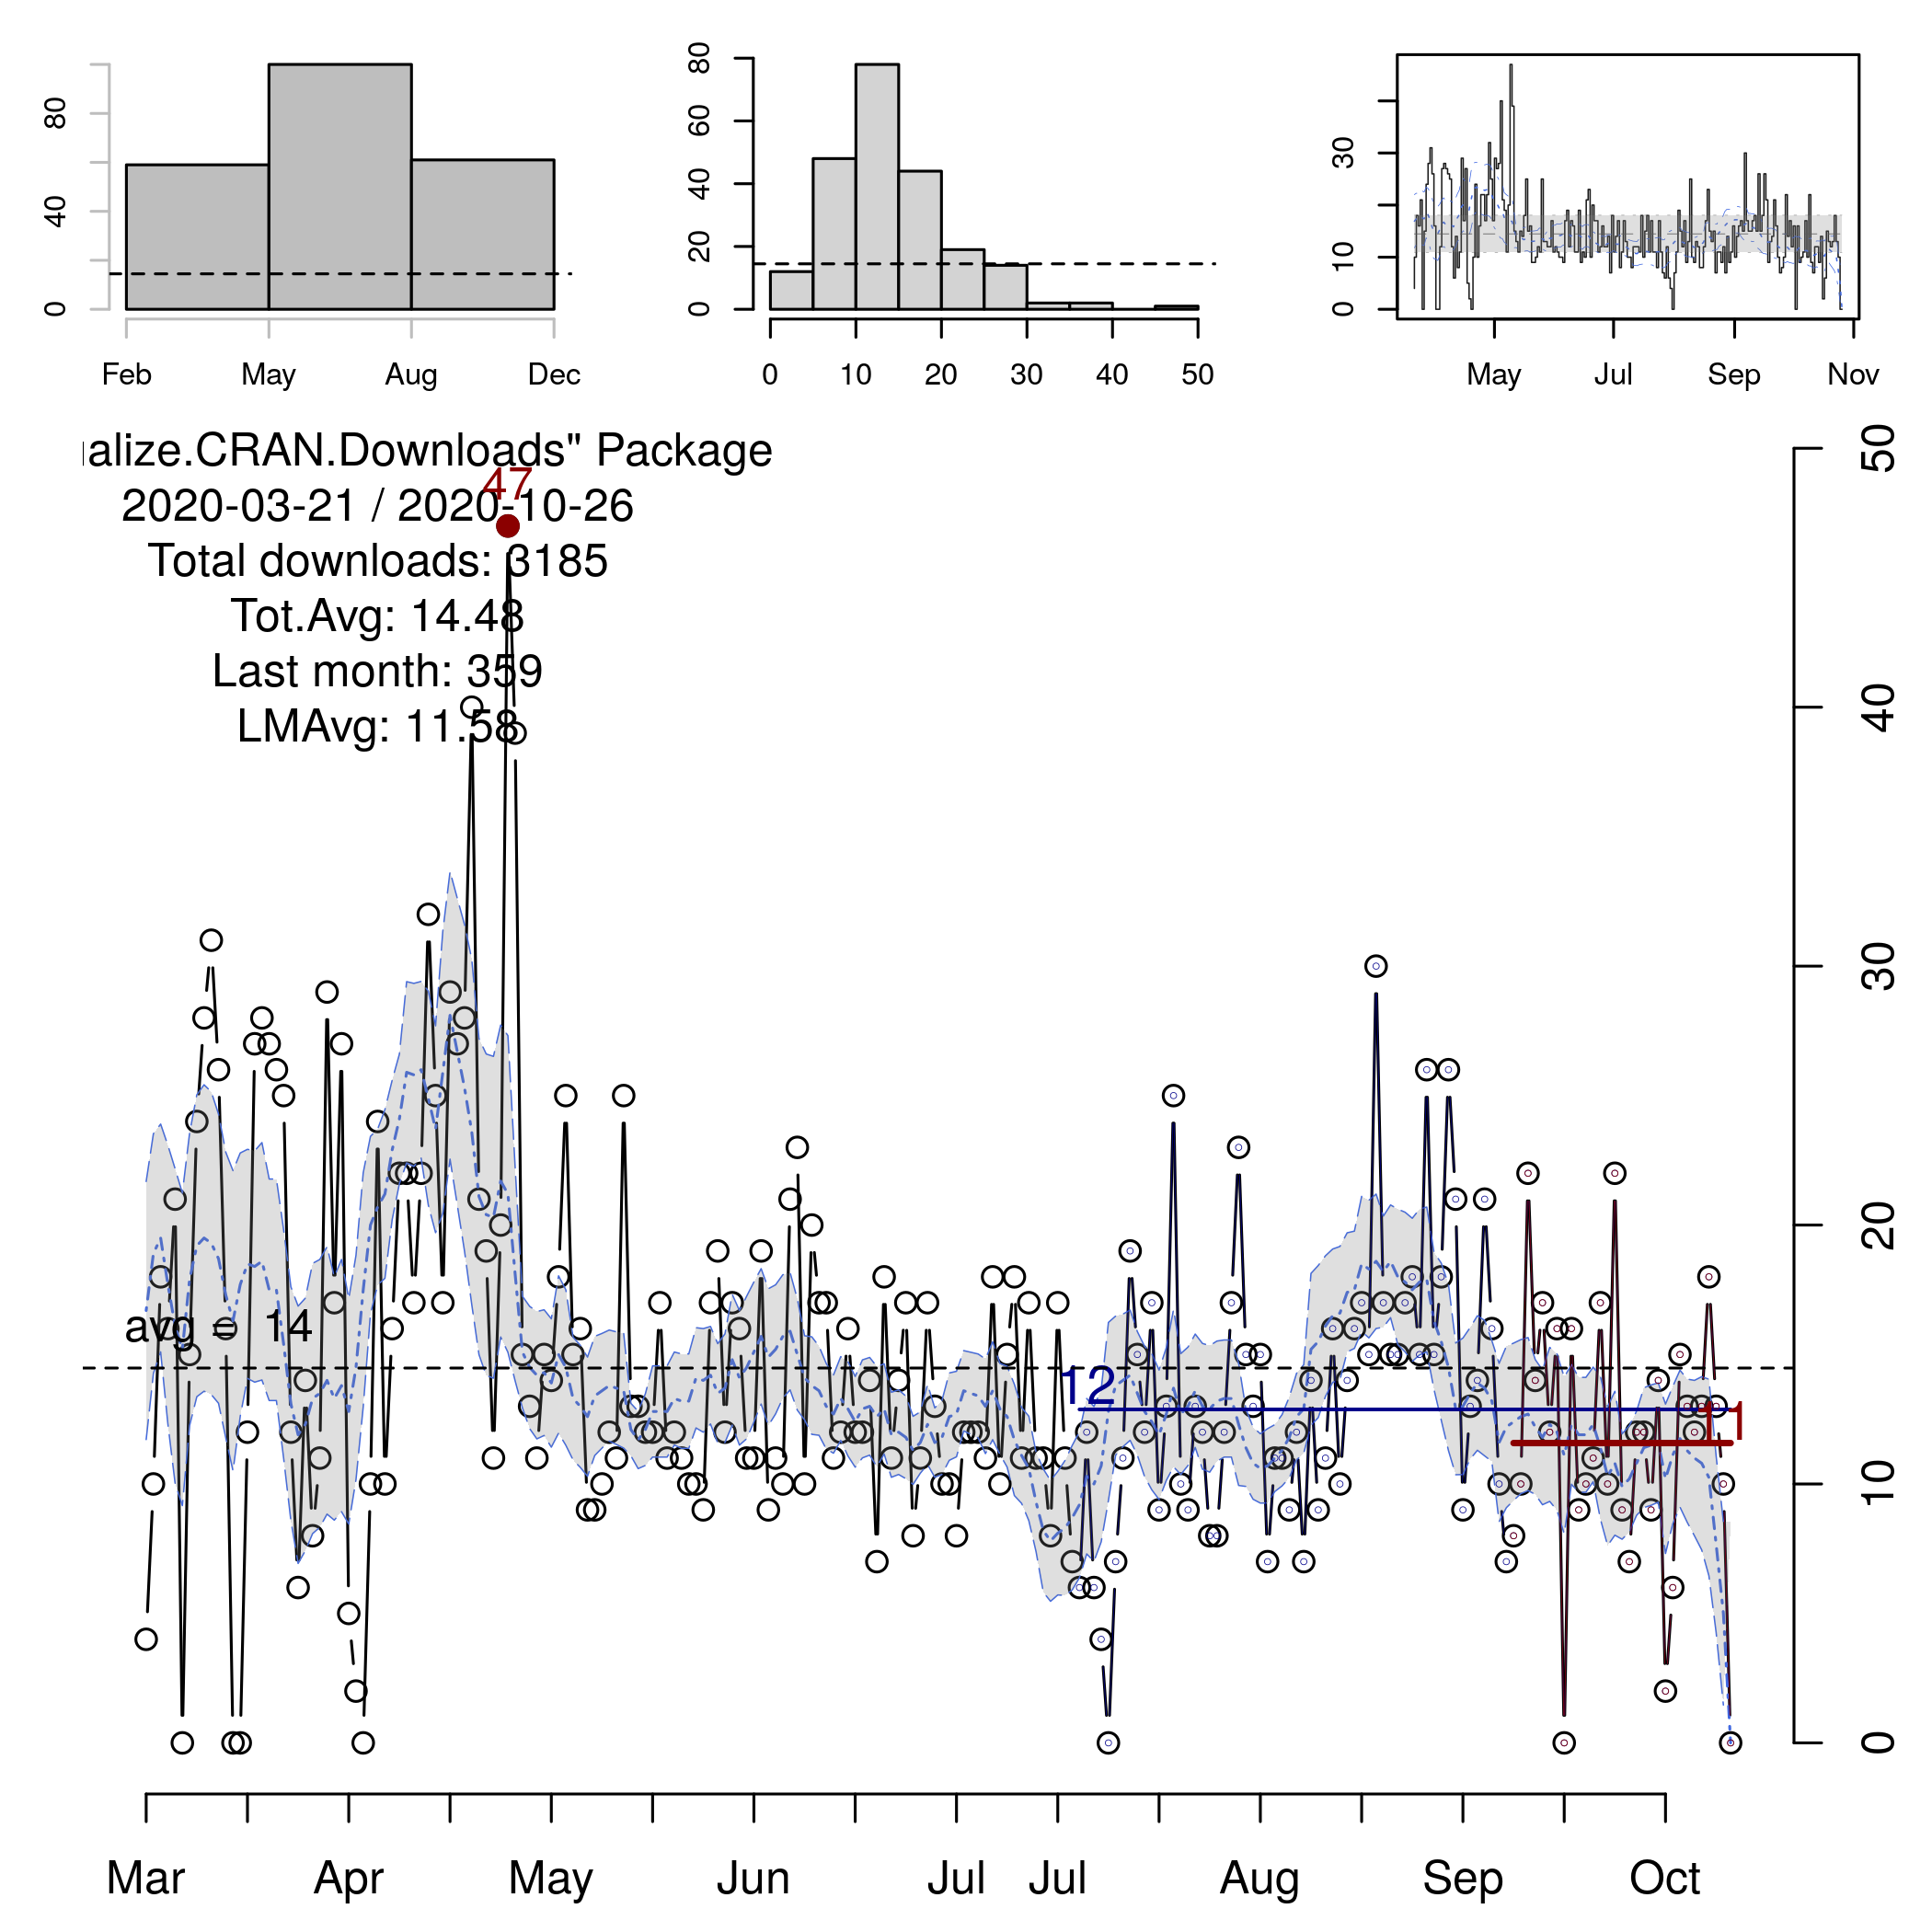 80
40
0
Feb May Aug Dec
80
60
40
20
0
0 10 20 30 40 50
30
10
0
May Jul Sep Nov
alize.CRAN.Downloads" Package
2020-03-21 / 2020-10-26
Total downloads: 3185
Tot.Avg: 14.48
Last month: 359
LMAvg: 11.58
47
avg = 14
12
11
50
40
30
20
10
0
Mar Apr May Jun Jul Jul Aug Sep Oct